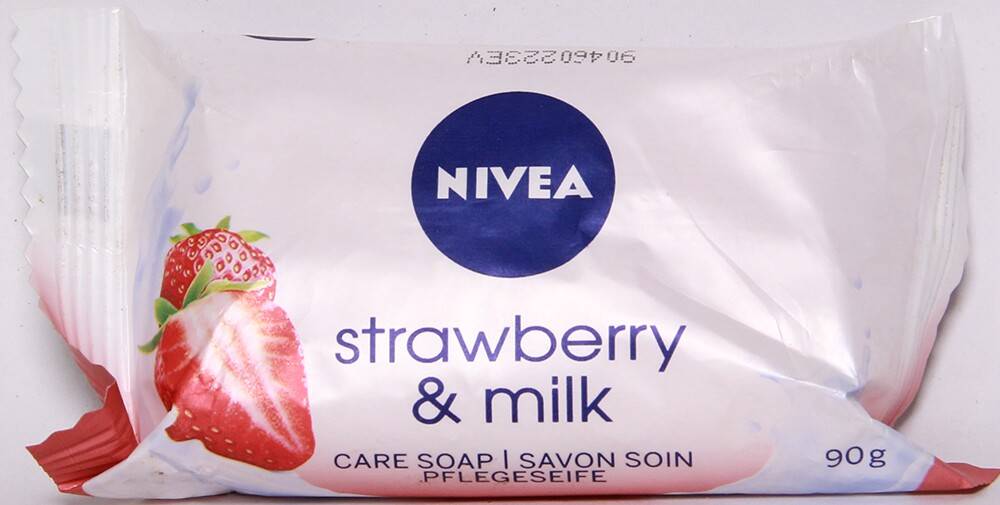 90460223EV
NIVEA
strawberry
& milk
CARE SOAP | SAVON SOIN
PFLEGESEIFE
90g